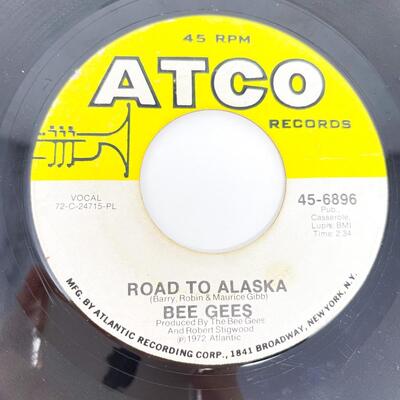 45 RPM
ATCO
RECORDS
VOCAL
72-C-24715-PL
45-6896
Pub.,
Casserole,
Lupis BMI
Time: 2:34
ROAD TO ALASKA
(Barry, Robin & Maurice Gibb)
BEE GEES
Produced By The Bee Gees
And Robert Stigwood
℗1972 Atlantic
MFG. BY ATLANTIC RECORDING CORP., 1841 BROADWAY, NEW YORK, N.Y.